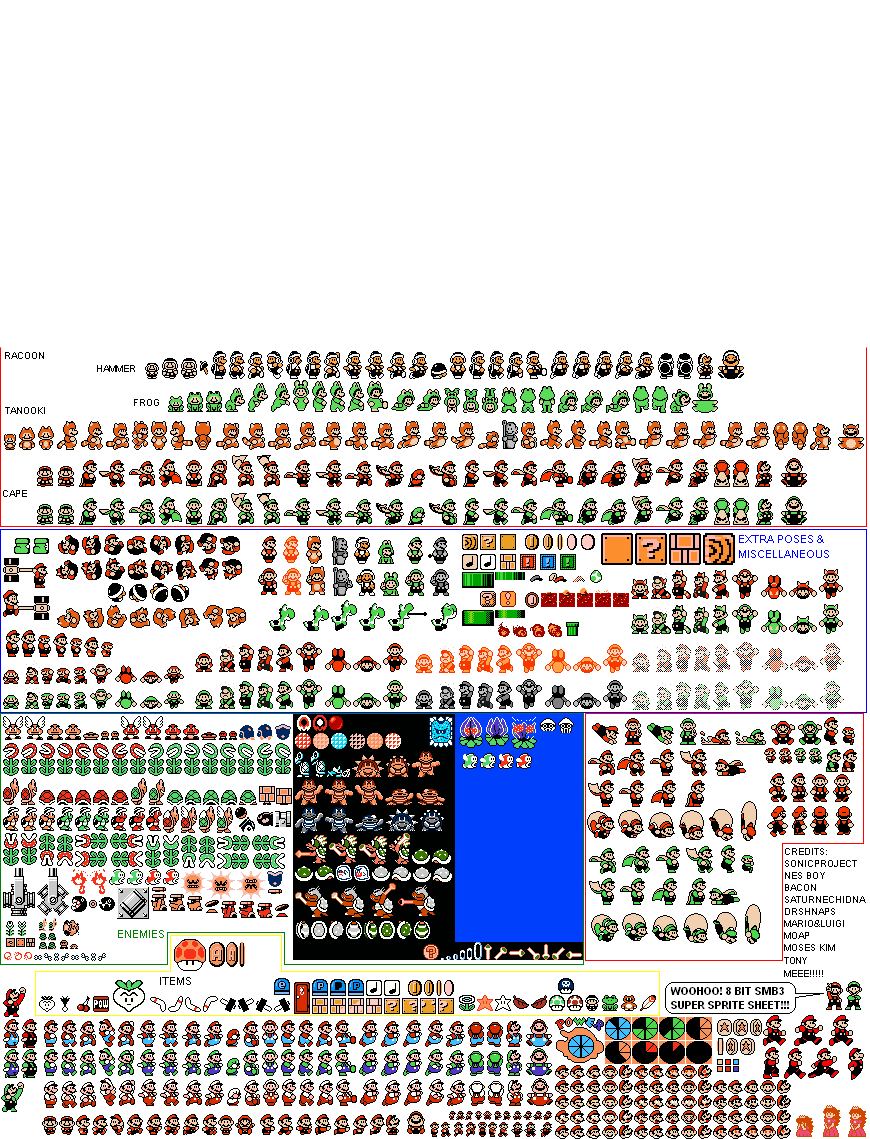 RACOON
HAMMER
FROG
TANOOKI
CAPE
EXTRA POSES &
MISCELLANEOUS
ENEMIES
ITEMS
CREDITS:
SONICPROJECT
NES BOY
BACON
SATURNECHIDNA
DRSHNAPS
MARIO&LUIGI
MOAP
MOSES KIM
TONY
MEEE!!!!!
WOOHOO! 8 BIT SMB3
SUPER SPRITE SHEET!!!
POWER